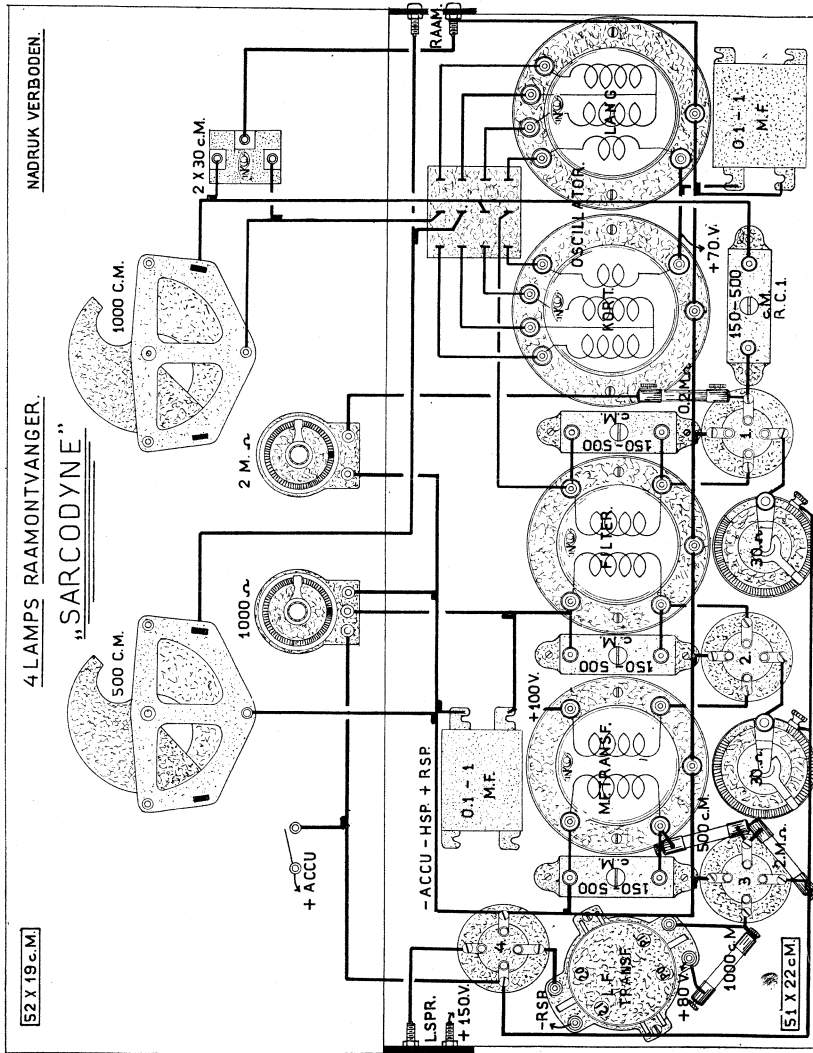 4 LAMPS RAAMONTVANGER.
„SARCODYNE"
NADRUK VERBODEN.
52 X 19 c.M.
500 C.M.
1000 C.M.
2 X 30 c.M.
+ ACCU
1000 Ω
2 M. Ω
RAAM.
L.SPR.
+ 150.V.
- ACCU - HSP. + RSP.
0.1 - 1
M.F.
+100V.
4.
-RSP.
L.F.
TRANSF.
+80 V.
1000 c.M.
150-500
c.M.
MF.TRANSF.
500 c.M.
2 M.Ω.
3
30 Ω
150-500
c.M.
2.
FILTER.
30 Ω
150-500
c.M.
1.
0.2 M.Ω.
OSCILLATOR.
KORT.
LANG
+70.V.
150-500
c.M.
R.C.1.
0.1 - 1
M.F.
51 X 22 c.M.